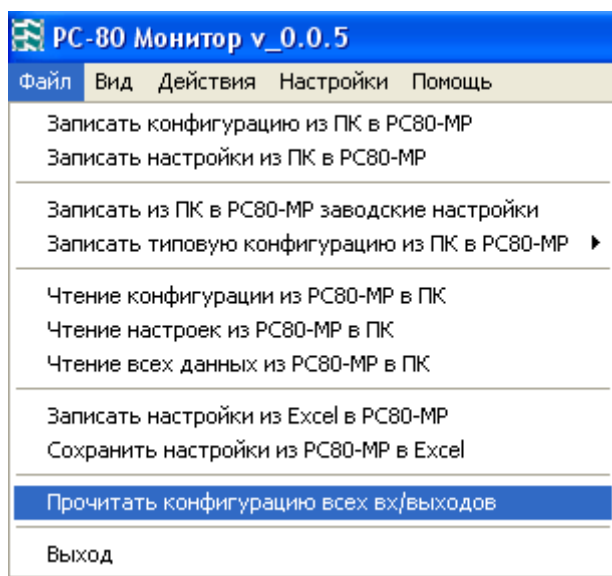 РС-80 Монитор v_0.0.5
Файл Вид Действия Настройки Помощь
Записать конфигурацию из ПК в РС80-МР
Записать настройки из ПК в РС80-МР
Записать из ПК в РС80-МР заводские настройки
Записать типовую конфигурацию из ПК в РС80-МР
Чтение конфигурации из РС80-МР в ПК
Чтение настроек из РС80-МР в ПК
Чтение всех данных из РС80-МР в ПК
Записать настройки из Excel в РС80-МР
Сохранить настройки из РС80-МР в Excel
Прочитать конфигурацию всех вх/выходов
Выход